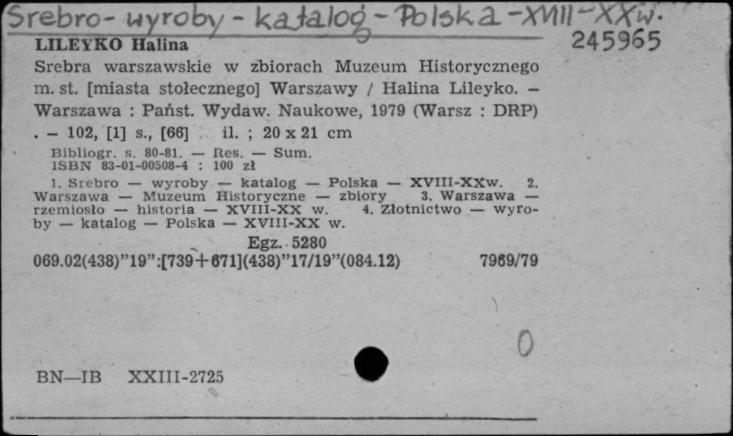 Srebro - wyroby - katalog - Polska - XVIII - XXw.
245965
LILEYKO Halina
Srebra warszawskie w zbiorach Muzeum Historycznego
m. st. [miasta stołecznego] Warszawy / Halina Lileyko. –
Warszawa : Państ. Wydaw. Naukowe, 1979 (Warsz : DRP)
. – 102, [1] s., [66] il. ; 20 x 21 cm
Bibliogr. s. 80-81. — Res. — Sum.
ISBN 83-01-00508-4 : 100 zł
1. Srebro — wyroby — katalog — Polska — XVIII-XXw. 2.
Warszawa — Muzeum Historyczne — zbiory 3. Warszawa —
rzemiosło — historia — XVIII-XX w. 4. Złotnictwo — wyro-
by — katalog — Polska — XVIII-XX w.
Egz. 5280
069.02(438)”19”:[739+671](438)”17/19”(084.12) 7969/79
0
BN—IB XXIII-2725